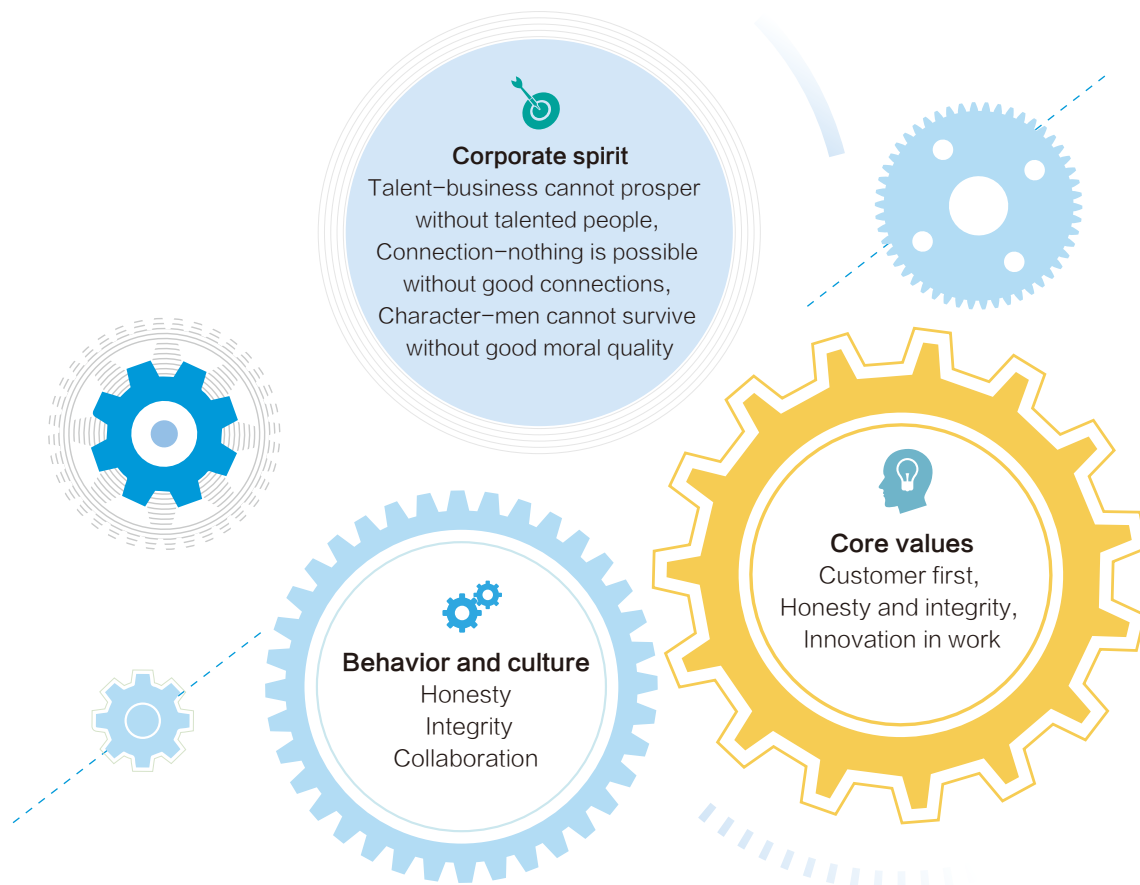 Corporate spirit
Talent-business cannot prosper
without talented people,
Connection-nothing is possible
without good connections,
Character-men cannot survive
without good moral quality
Core values
Customer first,
Honesty and integrity,
Innovation in work
Behavior and culture
Honesty
Integrity
Collaboration